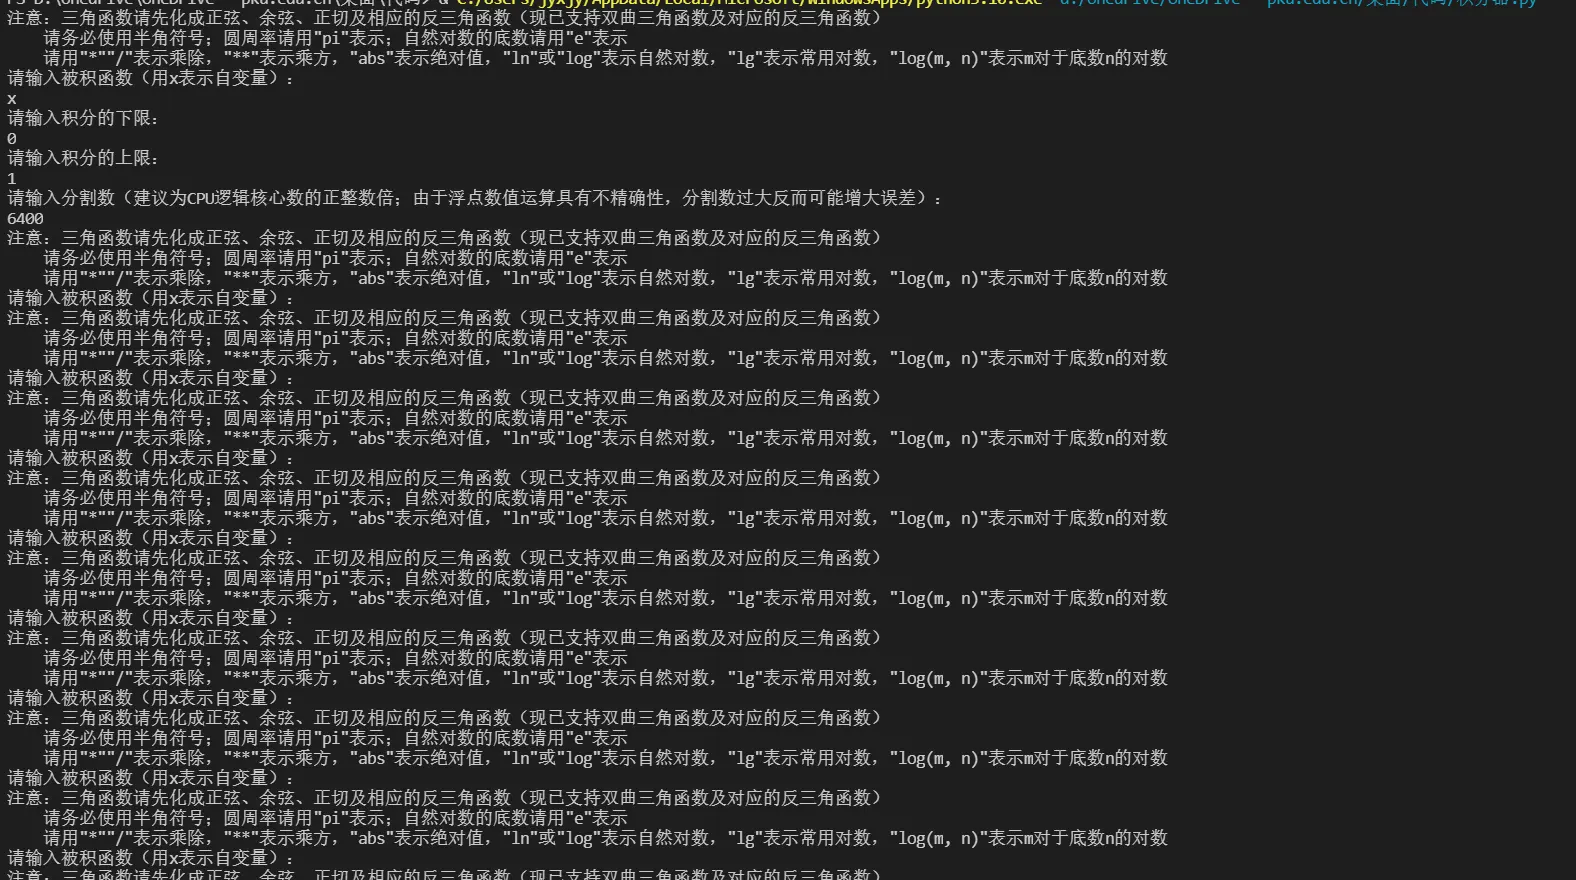 PS D:\OneDrive\OneDrive - pku.edu.cn\桌面\代码> & C:/Users/jyxjy/AppData/Local/Microsoft/WindowsApps/python3.10.exe "d:/OneDrive/OneDrive - pku.edu.cn/桌面/代码/积分器.py"
注意：三角函数请先化成正弦、余弦、正切及相应的反三角函数（现已支持双曲三角函数及对应的反三角函数）
请务必使用半角符号；圆周率请用"pi"表示；自然对数的底数请用"e"表示
请用"*""/"表示乘除，"**"表示乘方，"abs"表示绝对值，"ln"或"log"表示自然对数，"lg"表示常用对数，"log(m, n)"表示m对于底数n的对数
请输入被积函数（用x表示自变量）：
x
请输入积分的下限：
0
请输入积分的上限：
1
请输入分割数（建议为CPU逻辑核心数的正整数倍；由于浮点数值运算具有不精确性，分割数过大反而可能增大误差）：
6400
注意：三角函数请先化成正弦、余弦、正切及相应的反三角函数（现已支持双曲三角函数及对应的反三角函数）
请务必使用半角符号；圆周率请用"pi"表示；自然对数的底数请用"e"表示
请用"*""/"表示乘除，"**"表示乘方，"abs"表示绝对值，"ln"或"log"表示自然对数，"lg"表示常用对数，"log(m, n)"表示m对于底数n的对数
请输入被积函数（用x表示自变量）：
注意：三角函数请先化成正弦、余弦、正切及相应的反三角函数（现已支持双曲三角函数及对应的反三角函数）
请务必使用半角符号；圆周率请用"pi"表示；自然对数的底数请用"e"表示
请用"*""/"表示乘除，"**"表示乘方，"abs"表示绝对值，"ln"或"log"表示自然对数，"lg"表示常用对数，"log(m, n)"表示m对于底数n的对数
请输入被积函数（用x表示自变量）：
注意：三角函数请先化成正弦、余弦、正切及相应的反三角函数（现已支持双曲三角函数及对应的反三角函数）
请务必使用半角符号；圆周率请用"pi"表示；自然对数的底数请用"e"表示
请用"*""/"表示乘除，"**"表示乘方，"abs"表示绝对值，"ln"或"log"表示自然对数，"lg"表示常用对数，"log(m, n)"表示m对于底数n的对数
请输入被积函数（用x表示自变量）：
注意：三角函数请先化成正弦、余弦、正切及相应的反三角函数（现已支持双曲三角函数及对应的反三角函数）
请务必使用半角符号；圆周率请用"pi"表示；自然对数的底数请用"e"表示
请用"*""/"表示乘除，"**"表示乘方，"abs"表示绝对值，"ln"或"log"表示自然对数，"lg"表示常用对数，"log(m, n)"表示m对于底数n的对数
请输入被积函数（用x表示自变量）：
注意：三角函数请先化成正弦、余弦、正切及相应的反三角函数（现已支持双曲三角函数及对应的反三角函数）
请务必使用半角符号；圆周率请用"pi"表示；自然对数的底数请用"e"表示
请用"*""/"表示乘除，"**"表示乘方，"abs"表示绝对值，"ln"或"log"表示自然对数，"lg"表示常用对数，"log(m, n)"表示m对于底数n的对数
请输入被积函数（用x表示自变量）：
注意：三角函数请先化成正弦、余弦、正切及相应的反三角函数（现已支持双曲三角函数及对应的反三角函数）
请务必使用半角符号；圆周率请用"pi"表示；自然对数的底数请用"e"表示
请用"*""/"表示乘除，"**"表示乘方，"abs"表示绝对值，"ln"或"log"表示自然对数，"lg"表示常用对数，"log(m, n)"表示m对于底数n的对数
请输入被积函数（用x表示自变量）：
注意：三角函数请先化成正弦、余弦、正切及相应的反三角函数（现已支持双曲三角函数及对应的反三角函数）
请务必使用半角符号；圆周率请用"pi"表示；自然对数的底数请用"e"表示
请用"*""/"表示乘除，"**"表示乘方，"abs"表示绝对值，"ln"或"log"表示自然对数，"lg"表示常用对数，"log(m, n)"表示m对于底数n的对数
请输入被积函数（用x表示自变量）：
注意：三角函数请先化成正弦、余弦、正切及相应的反三角函数（现已支持双曲三角函数及对应的反三角函数）
请务必使用半角符号；圆周率请用"pi"表示；自然对数的底数请用"e"表示
请用"*""/"表示乘除，"**"表示乘方，"abs"表示绝对值，"ln"或"log"表示自然对数，"lg"表示常用对数，"log(m, n)"表示m对于底数n的对数
请输入被积函数（用x表示自变量）：
注意：三角函数请先化成正弦、余弦、正切及相应的反三角函数（现已支持双曲三角函数及对应的反三角函数）